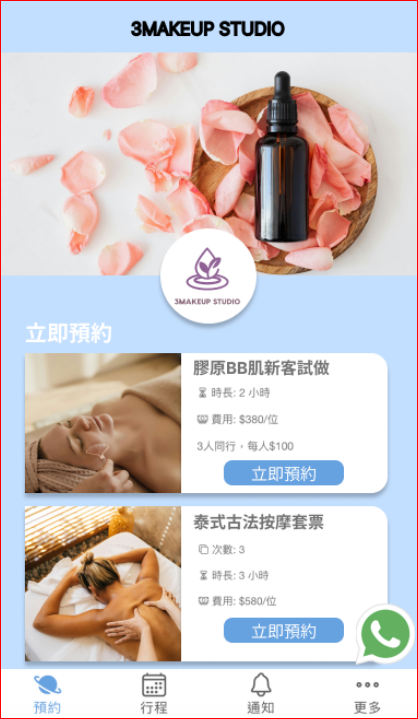 3MAKEUP STUDIO
3MAKEUP STUDIO
立即預約
膠原BB肌新客試做
時長: 2 小時
費用: $380/位
3人同行，每人$100
立即預約
泰式古法按摩套票
次數: 3
時長: 3 小時
費用: $580/位
立即預約
預約
行程
通知
更多